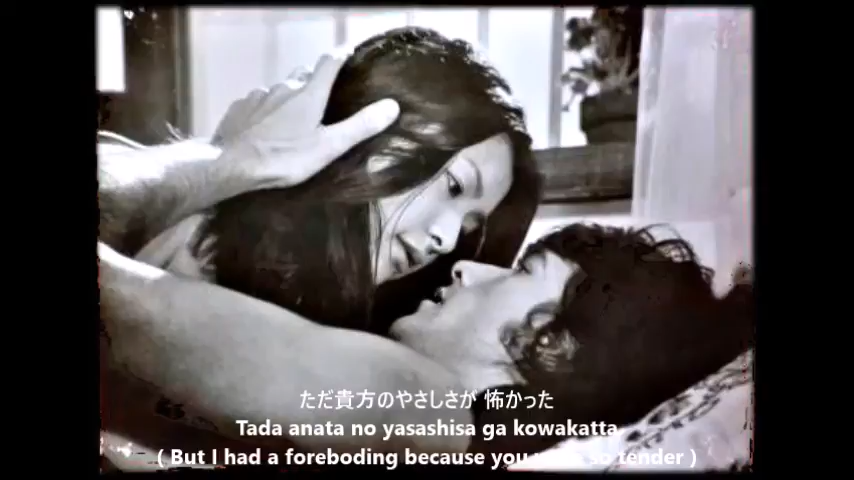 ただ貴方のやさしさが 怖かった
Tada anata no yasashisa ga kowakatta
( But I had a foreboding because you so tender )